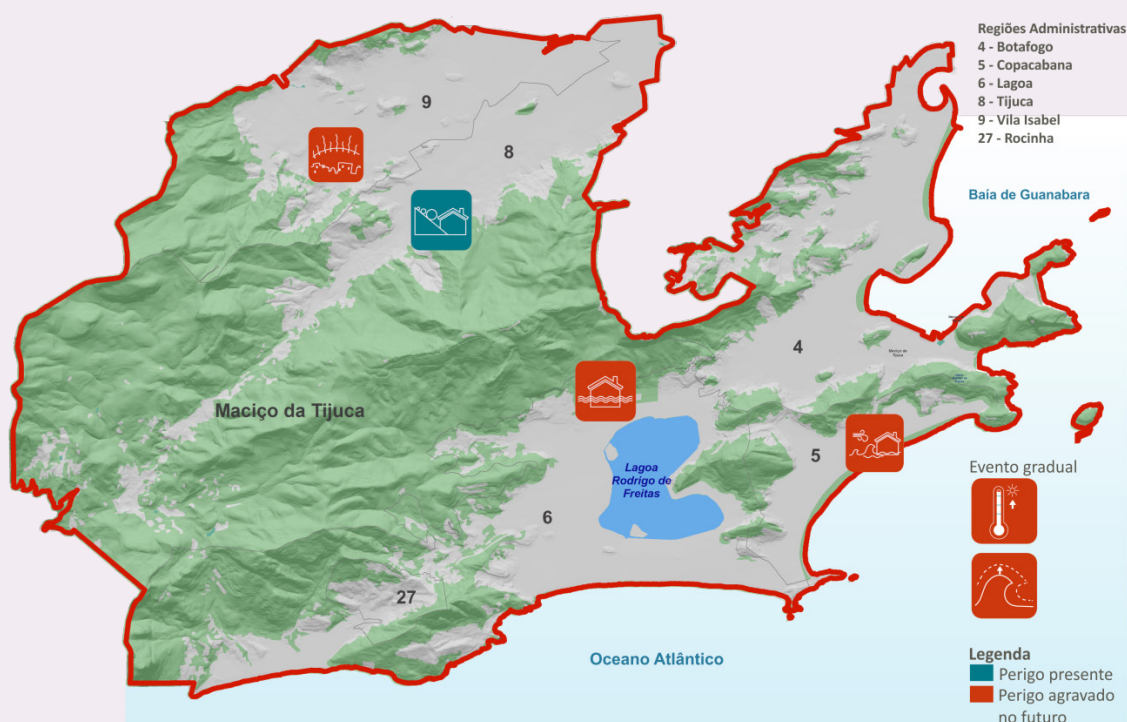 Regiões Administrativas
4 - Botafogo
5 - Copacabana
6 - Lagoa
8 - Tijuca
9 - Vila Isabel
27 - Rocinha
9
8
Baía de Guanabara
4
Maciço da Tijuca
5
Lagoa
Rodrigo de
Freitas
Evento gradual
6
27
Oceano Atlântico
Legenda
Perigo presente
Perigo agravado
no futuro